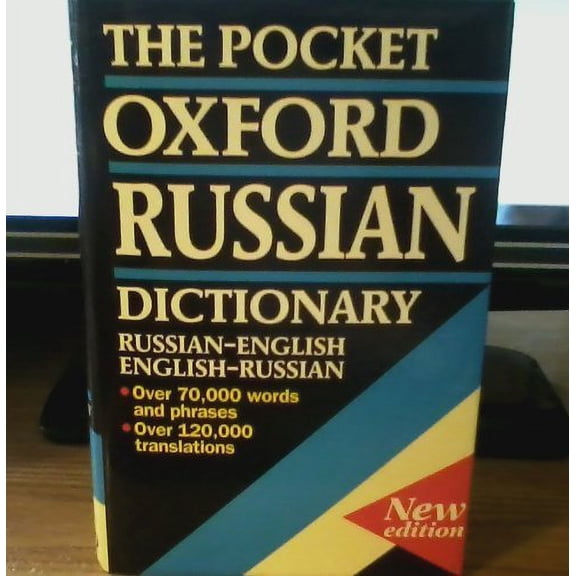 THE POCKET
OXFORD
RUSSIAN
DICTIONARY
RUSSIAN-ENGLISH
ENGLISH-RUSSIAN
• Over 70,000 words
and phrases
• Over 120,000
translations
New
edition